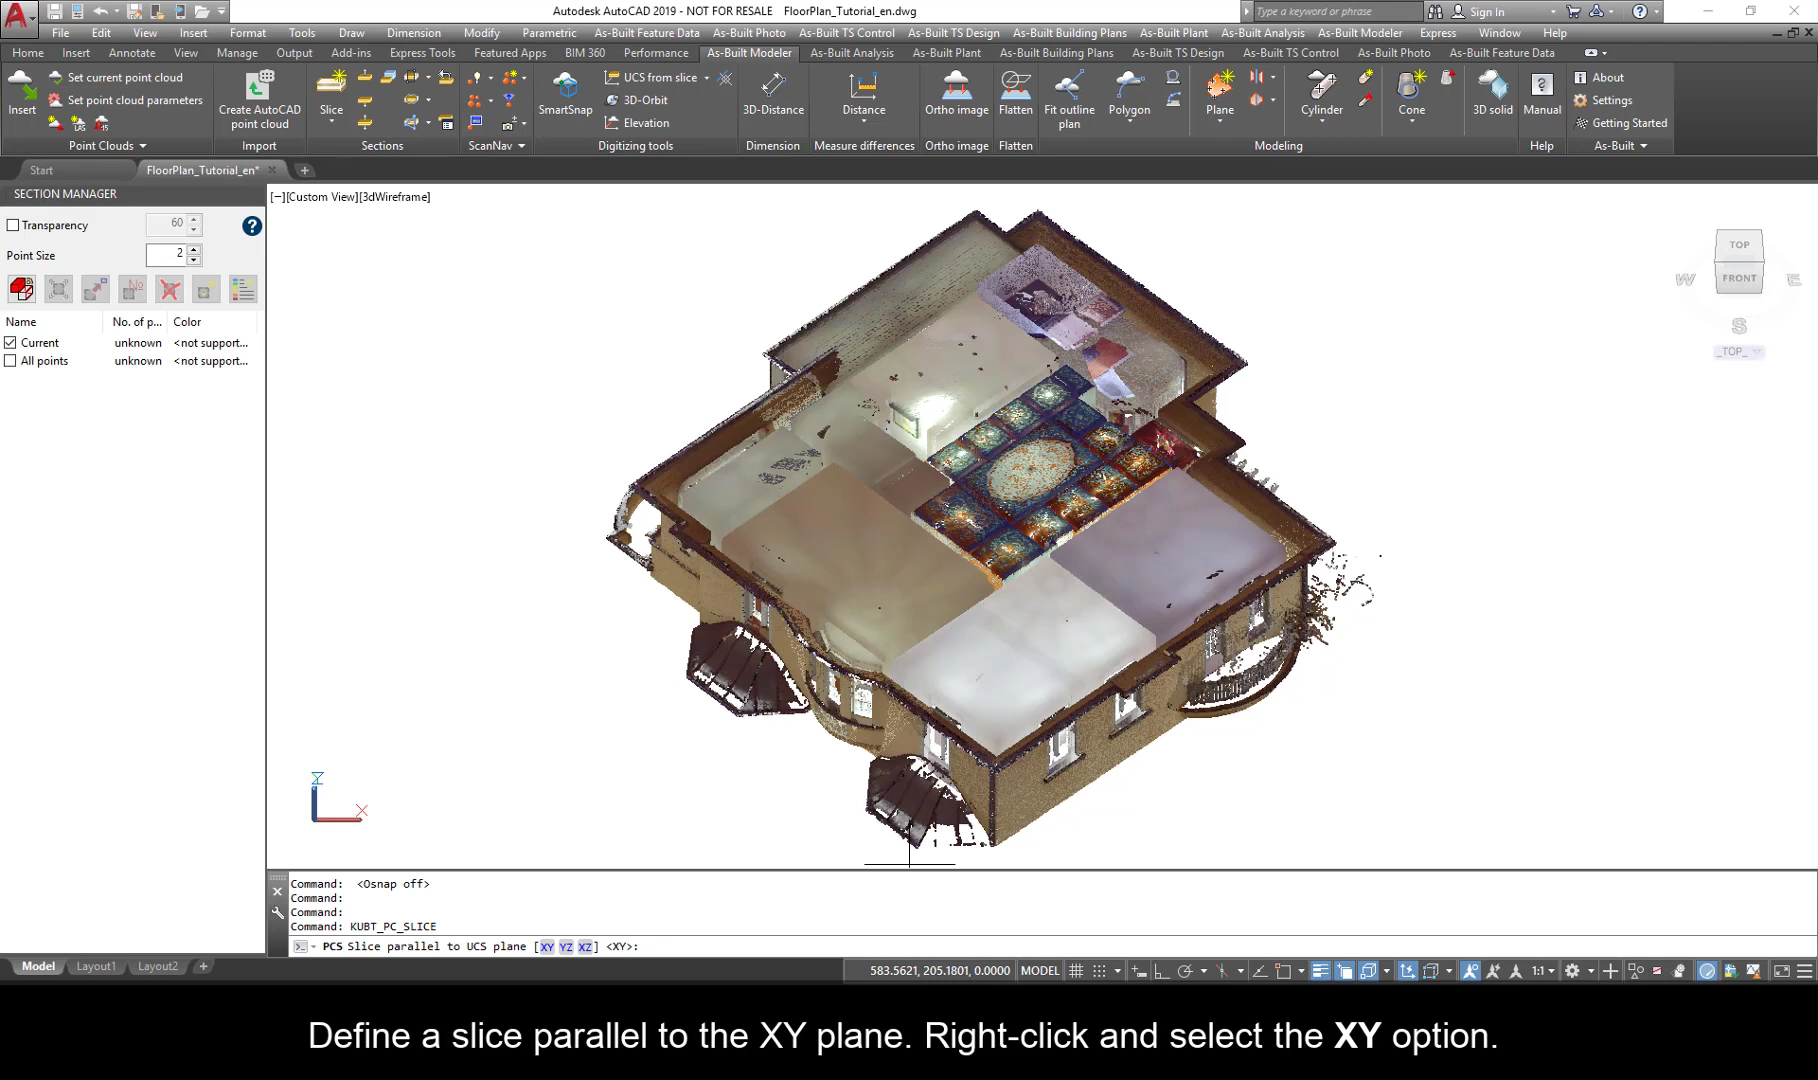 Autodesk AutoCAD 2019 - NOT FOR RESALE FloorPlan_Tutorial_en.dwg
Type a keyword or phrase
Sign In
File Edit View Insert Format Tools Draw Dimension Modify Parametric As-Built Feature Data As-Built Photo As-Built TS Control As-Built TS Design As-Built Building Plans As-Built Plant As-Built Analysis As-Built Modeler Express Window Help
Home Insert Annotate View Manage Output Add-ins Express Tools Featured Apps BIM 360 Performance As-Built Modeler As-Built Analysis As-Built Plant As-Built Building Plans As-Built TS Design As-Built TS Control As-Built Photo As-Built Feature Data
Insert
Set current point cloud
Set point cloud parameters
Create AutoCAD point cloud
Slice
SmartSnap
UCS from slice
3D-Orbit
Elevation
3D-Distance
Distance
Ortho image
Flatten
Fit outline plan
Polygon
Plane
Cylinder
Cone
3D solid
Manual
About
Settings
Getting Started
Point Clouds Import Sections ScanNav Digitizing tools Dimension Measure differences Ortho image Flatten Modeling Help As-Built
Start FloorPlan_Tutorial_en*
SECTION MANAGER
Transparency 60
Point Size 2
Name No. of p... Color
Current unknown <not support...
All points unknown <not support...
[−][Custom View][3dWireframe]
TOP
FRONT
W E
S
_TOP_
X
Command: <Osnap off>
Command:
Command:
Command: KUBT_PC_SLICE
PCS Slice parallel to UCS plane [XY YZ XZ] <XY>:
Model Layout1 Layout2
583.5621, 205.1801, 0.0000 MODEL
1:1
Define a slice parallel to the XY plane. Right-click and select the XY option.